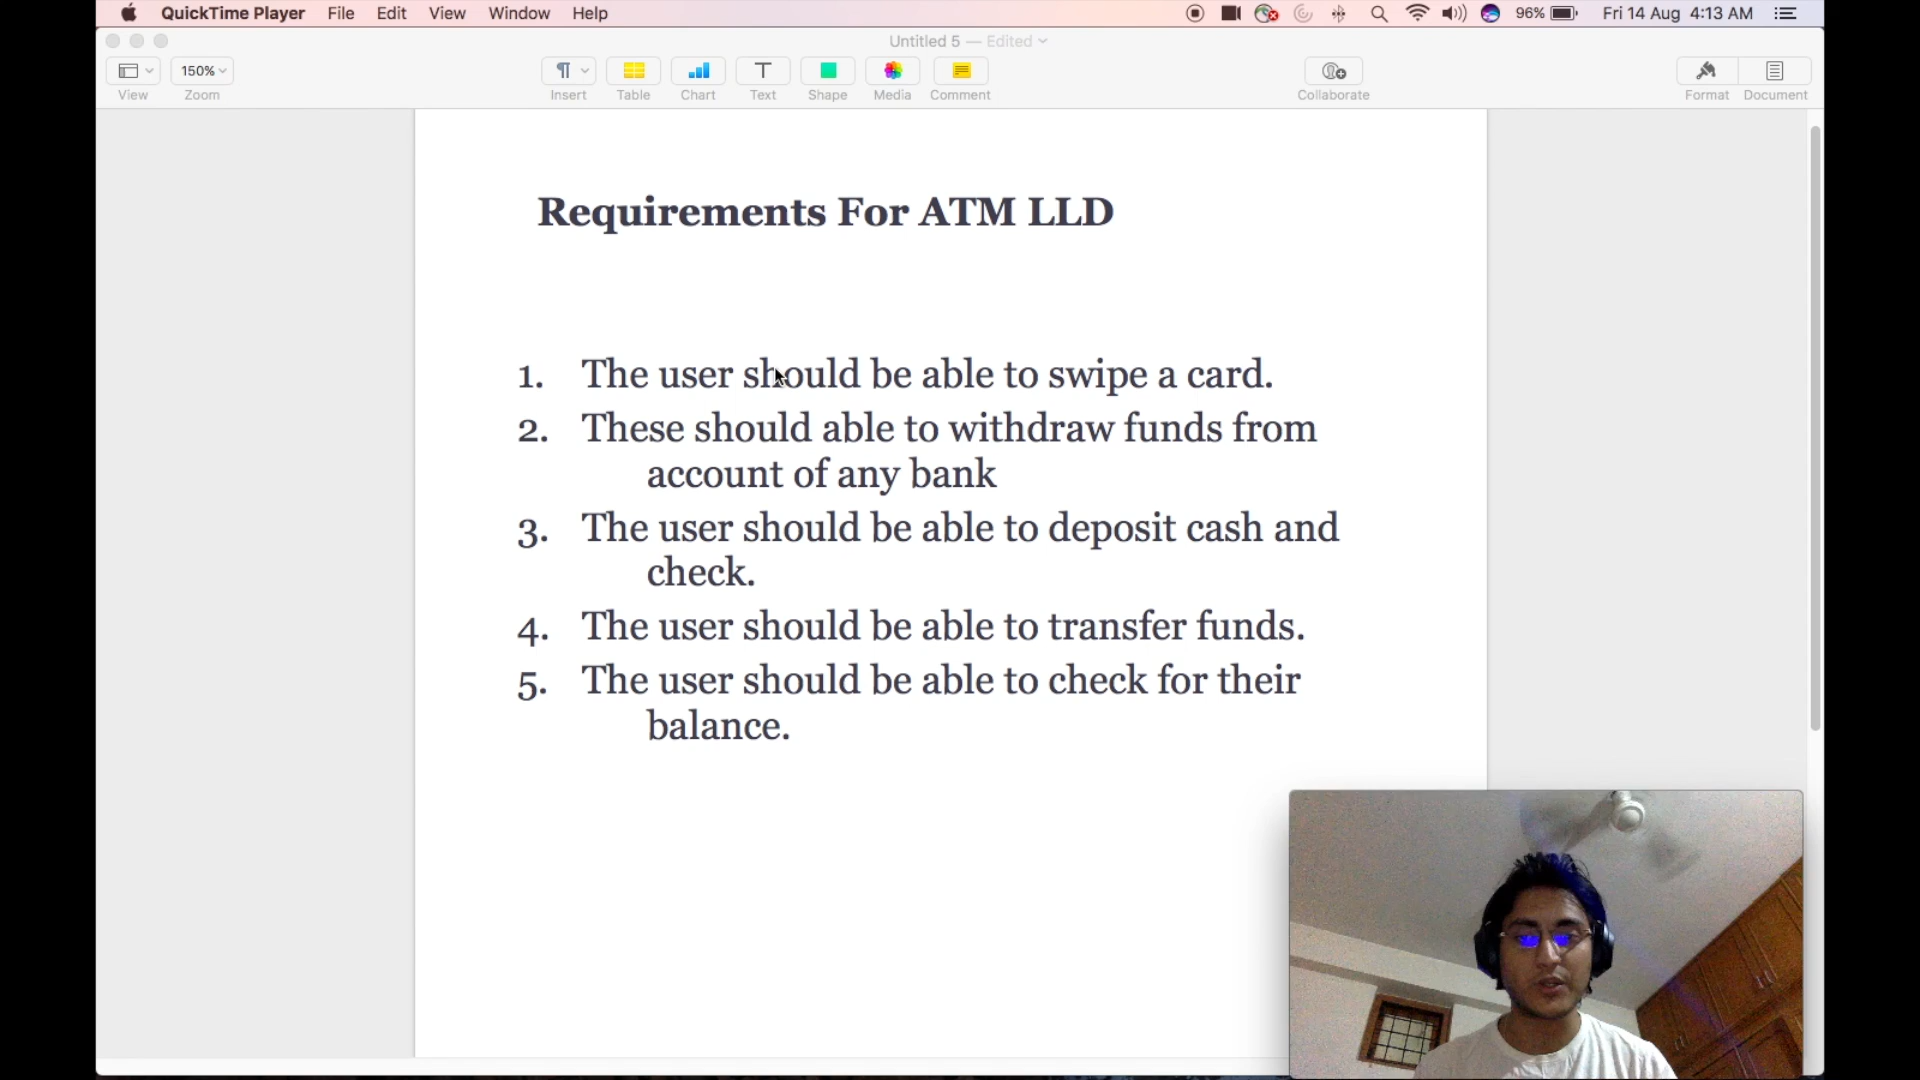 QuickTime Player File Edit View Window Help 96% Fri 14 Aug 4:13 AM
Untitled 5 — Edited
150%
View Zoom Insert Table Chart Text Shape Media Comment Collaborate Format Document
Requirements For ATM LLD
1. The user should be able to swipe a card.
2. These should able to withdraw funds from
account of any bank
3. The user should be able to deposit cash and
check.
4. The user should be able to transfer funds.
5. The user should be able to check for their
balance.